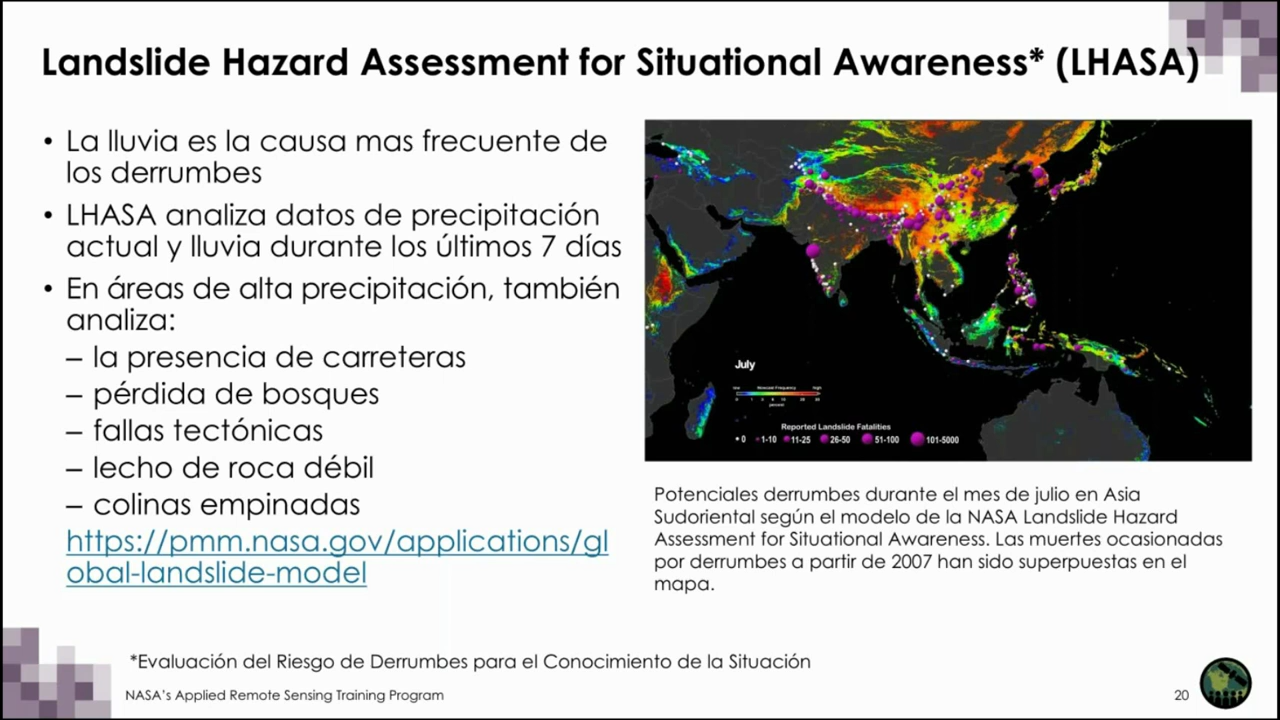 Landslide Hazard Assessment for Situational Awareness* (LHASA)
• La lluvia es la causa mas frecuente de
los derrumbes
• LHASA analiza datos de precipitación
actual y lluvia durante los últimos 7 días
• En áreas de alta precipitación, también
analiza:
– la presencia de carreteras
– pérdida de bosques
– fallas tectónicas
– lecho de roca débil
– colinas empinadas
https://pmm.nasa.gov/applications/gl
obal-landslide-model
July
Nowcast Frequency
high
percent
Reported Landslide Fatalities
0 1-10 11-25 26-50 51-100 101-5000
Potenciales derrumbes durante el mes de julio en Asia
Sudoriental según el modelo de la NASA Landslide Hazard
Assessment for Situational Awareness. Las muertes ocasionadas
por derrumbes a partir de 2007 han sido superpuestas en el
mapa.
*Evaluación del Riesgo de Derrumbes para el Conocimiento de la Situación
NASA's Applied Remote Sensing Training Program
20